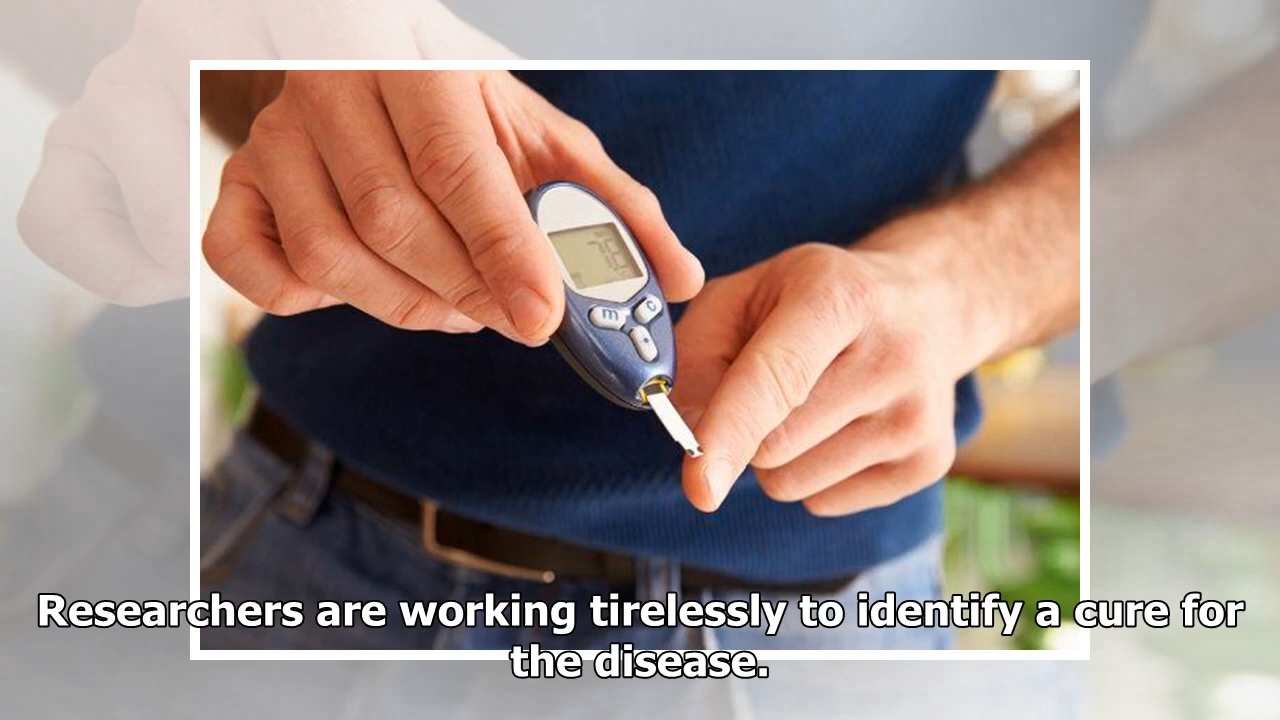 m
c
Researchers are working tirelessly to identify a cure for
the disease.